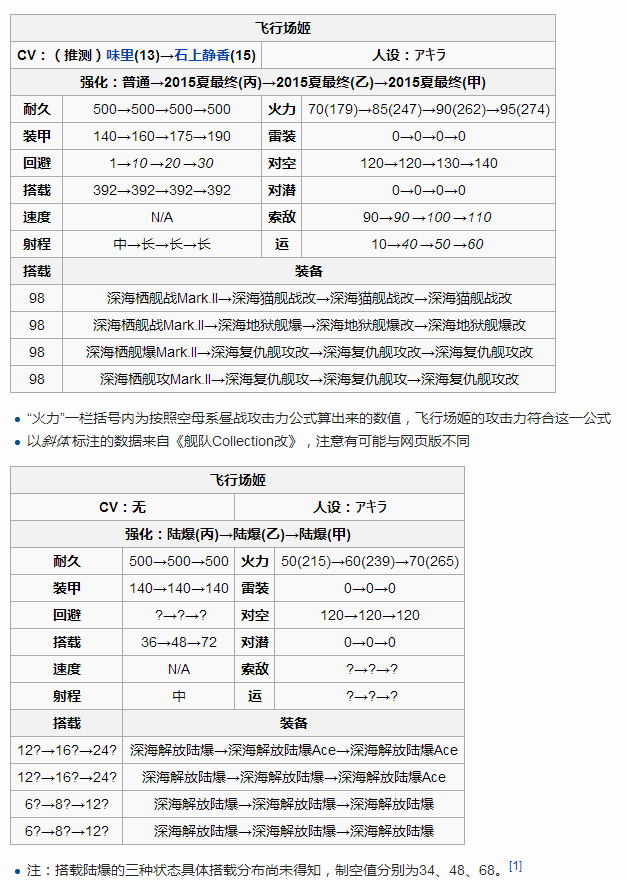 飞行场姬
CV：（推测）味里(13)→石上静香(15) 人设：アキラ
强化：普通→2015夏最终(丙)→2015夏最终(乙)→2015夏最终(甲)
耐久 500→500→500→500 火力 70(179)→85(247)→90(262)→95(274)
装甲 140→160→175→190 雷装 0→0→0→0
回避 1→10→20→30 对空 120→120→130→140
搭载 392→392→392→392 对潜 0→0→0→0
速度 N/A 索敌 90→90→100→110
射程 中→长→长→长 运 10→40→50→60
搭载 装备
98 深海栖舰战Mark.II→深海猫舰战改→深海猫舰战改→深海猫舰战改
98 深海栖舰战Mark.II→深海地狱舰爆→深海地狱舰爆改→深海地狱舰爆改
98 深海栖舰爆Mark.II→深海复仇舰攻改→深海复仇舰攻改→深海复仇舰攻改
98 深海栖舰攻Mark.II→深海复仇舰攻→深海复仇舰攻→深海复仇舰攻改
“火力”一栏括号内为按照空母系昼战攻击力公式算出来的数值，飞行场姬的攻击力符合这一公式
以斜体标注的数据来自《舰队Collection改》，注意有可能与网页版不同
飞行场姬
CV：无 人设：アキラ
强化：陆爆(丙)→陆爆(乙)→陆爆(甲)
耐久 500→500→500 火力 50(215)→60(239)→70(265)
装甲 140→140→140 雷装 0→0→0
回避 ?→?→? 对空 120→120→120
搭载 36→48→72 对潜 0→0→0
速度 N/A 索敌 ?→?→?
射程 中 运 ?→?→?
搭载 装备
12?→16?→24? 深海解放陆爆→深海解放陆爆Ace→深海解放陆爆Ace
12?→16?→24? 深海解放陆爆→深海解放陆爆→深海解放陆爆Ace
6?→8?→12? 深海解放陆爆→深海解放陆爆→深海解放陆爆
6?→8?→12? 深海解放陆爆→深海解放陆爆→深海解放陆爆
注：搭载陆爆的三种状态具体搭载分布尚未得知，制空值分别为34、48、68。[1]